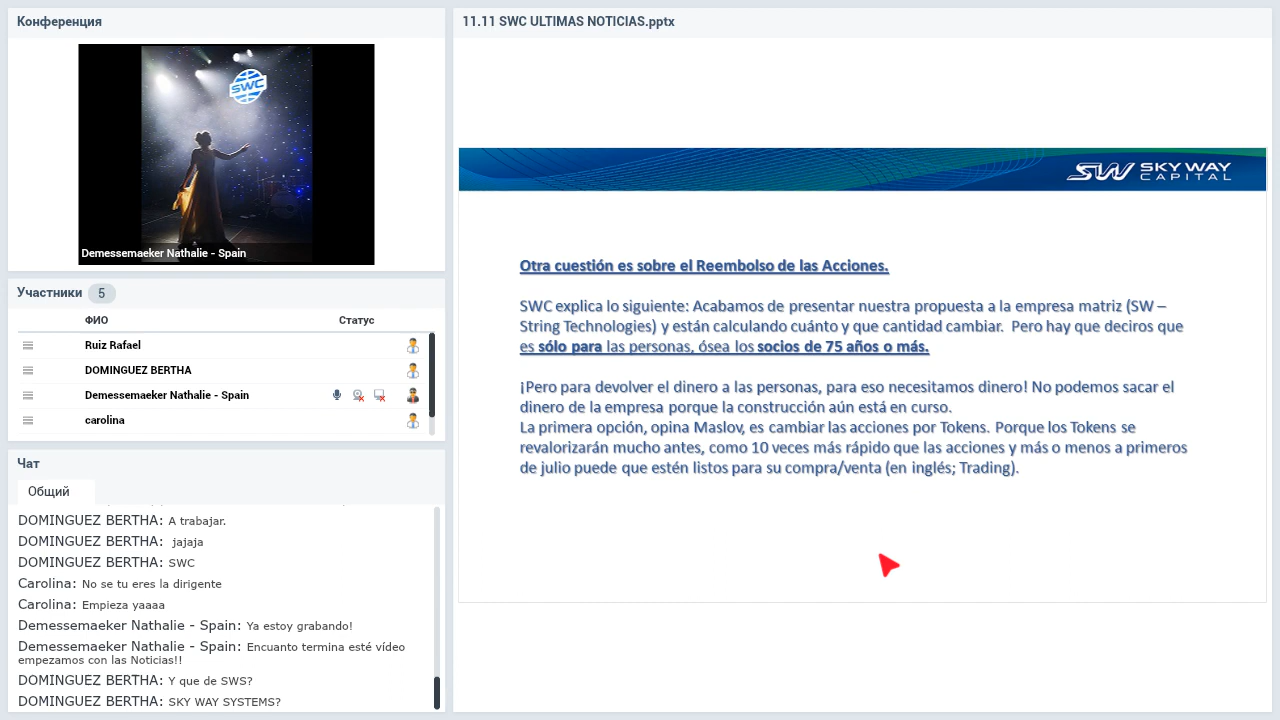 Конференция
SWC
Demessemaeker Nathalie - Spain
Участники 5
ФИО Статус
Ruiz Rafael
DOMINGUEZ BERTHA
Demessemaeker Nathalie - Spain
carolina
Чат
Общий
DOMINGUEZ BERTHA: A trabajar.
DOMINGUEZ BERTHA: jajaja
DOMINGUEZ BERTHA: SWC
Carolina: No se tu eres la dirigente
Carolina: Empieza yaaaa
Demessemaeker Nathalie - Spain: Ya estoy grabando!
Demessemaeker Nathalie - Spain: Encuanto termina esté vídeo
empezamos con las Noticias!!
DOMINGUEZ BERTHA: Y que de SWS?
DOMINGUEZ BERTHA: SKY WAY SYSTEMS?
11.11 SWC ULTIMAS NOTICIAS.pptx
SW SKY WAY
CAPITAL
Otra cuestión es sobre el Reembolso de las Acciones.
SWC explica lo siguiente: Acabamos de presentar nuestra propuesta a la empresa matriz (SW –
String Technologies) y están calculando cuánto y que cantidad cambiar. Pero hay que deciros que
es sólo para las personas, ósea los socios de 75 años o más.
¡Pero para devolver el dinero a las personas, para eso necesitamos dinero! No podemos sacar el
dinero de la empresa porque la construcción aún está en curso.
La primera opción, opina Maslov, es cambiar las acciones por Tokens. Porque los Tokens se
revalorizarán mucho antes, como 10 veces más rápido que las acciones y más o menos a primeros
de julio puede que estén listos para su compra/venta (en inglés; Trading).